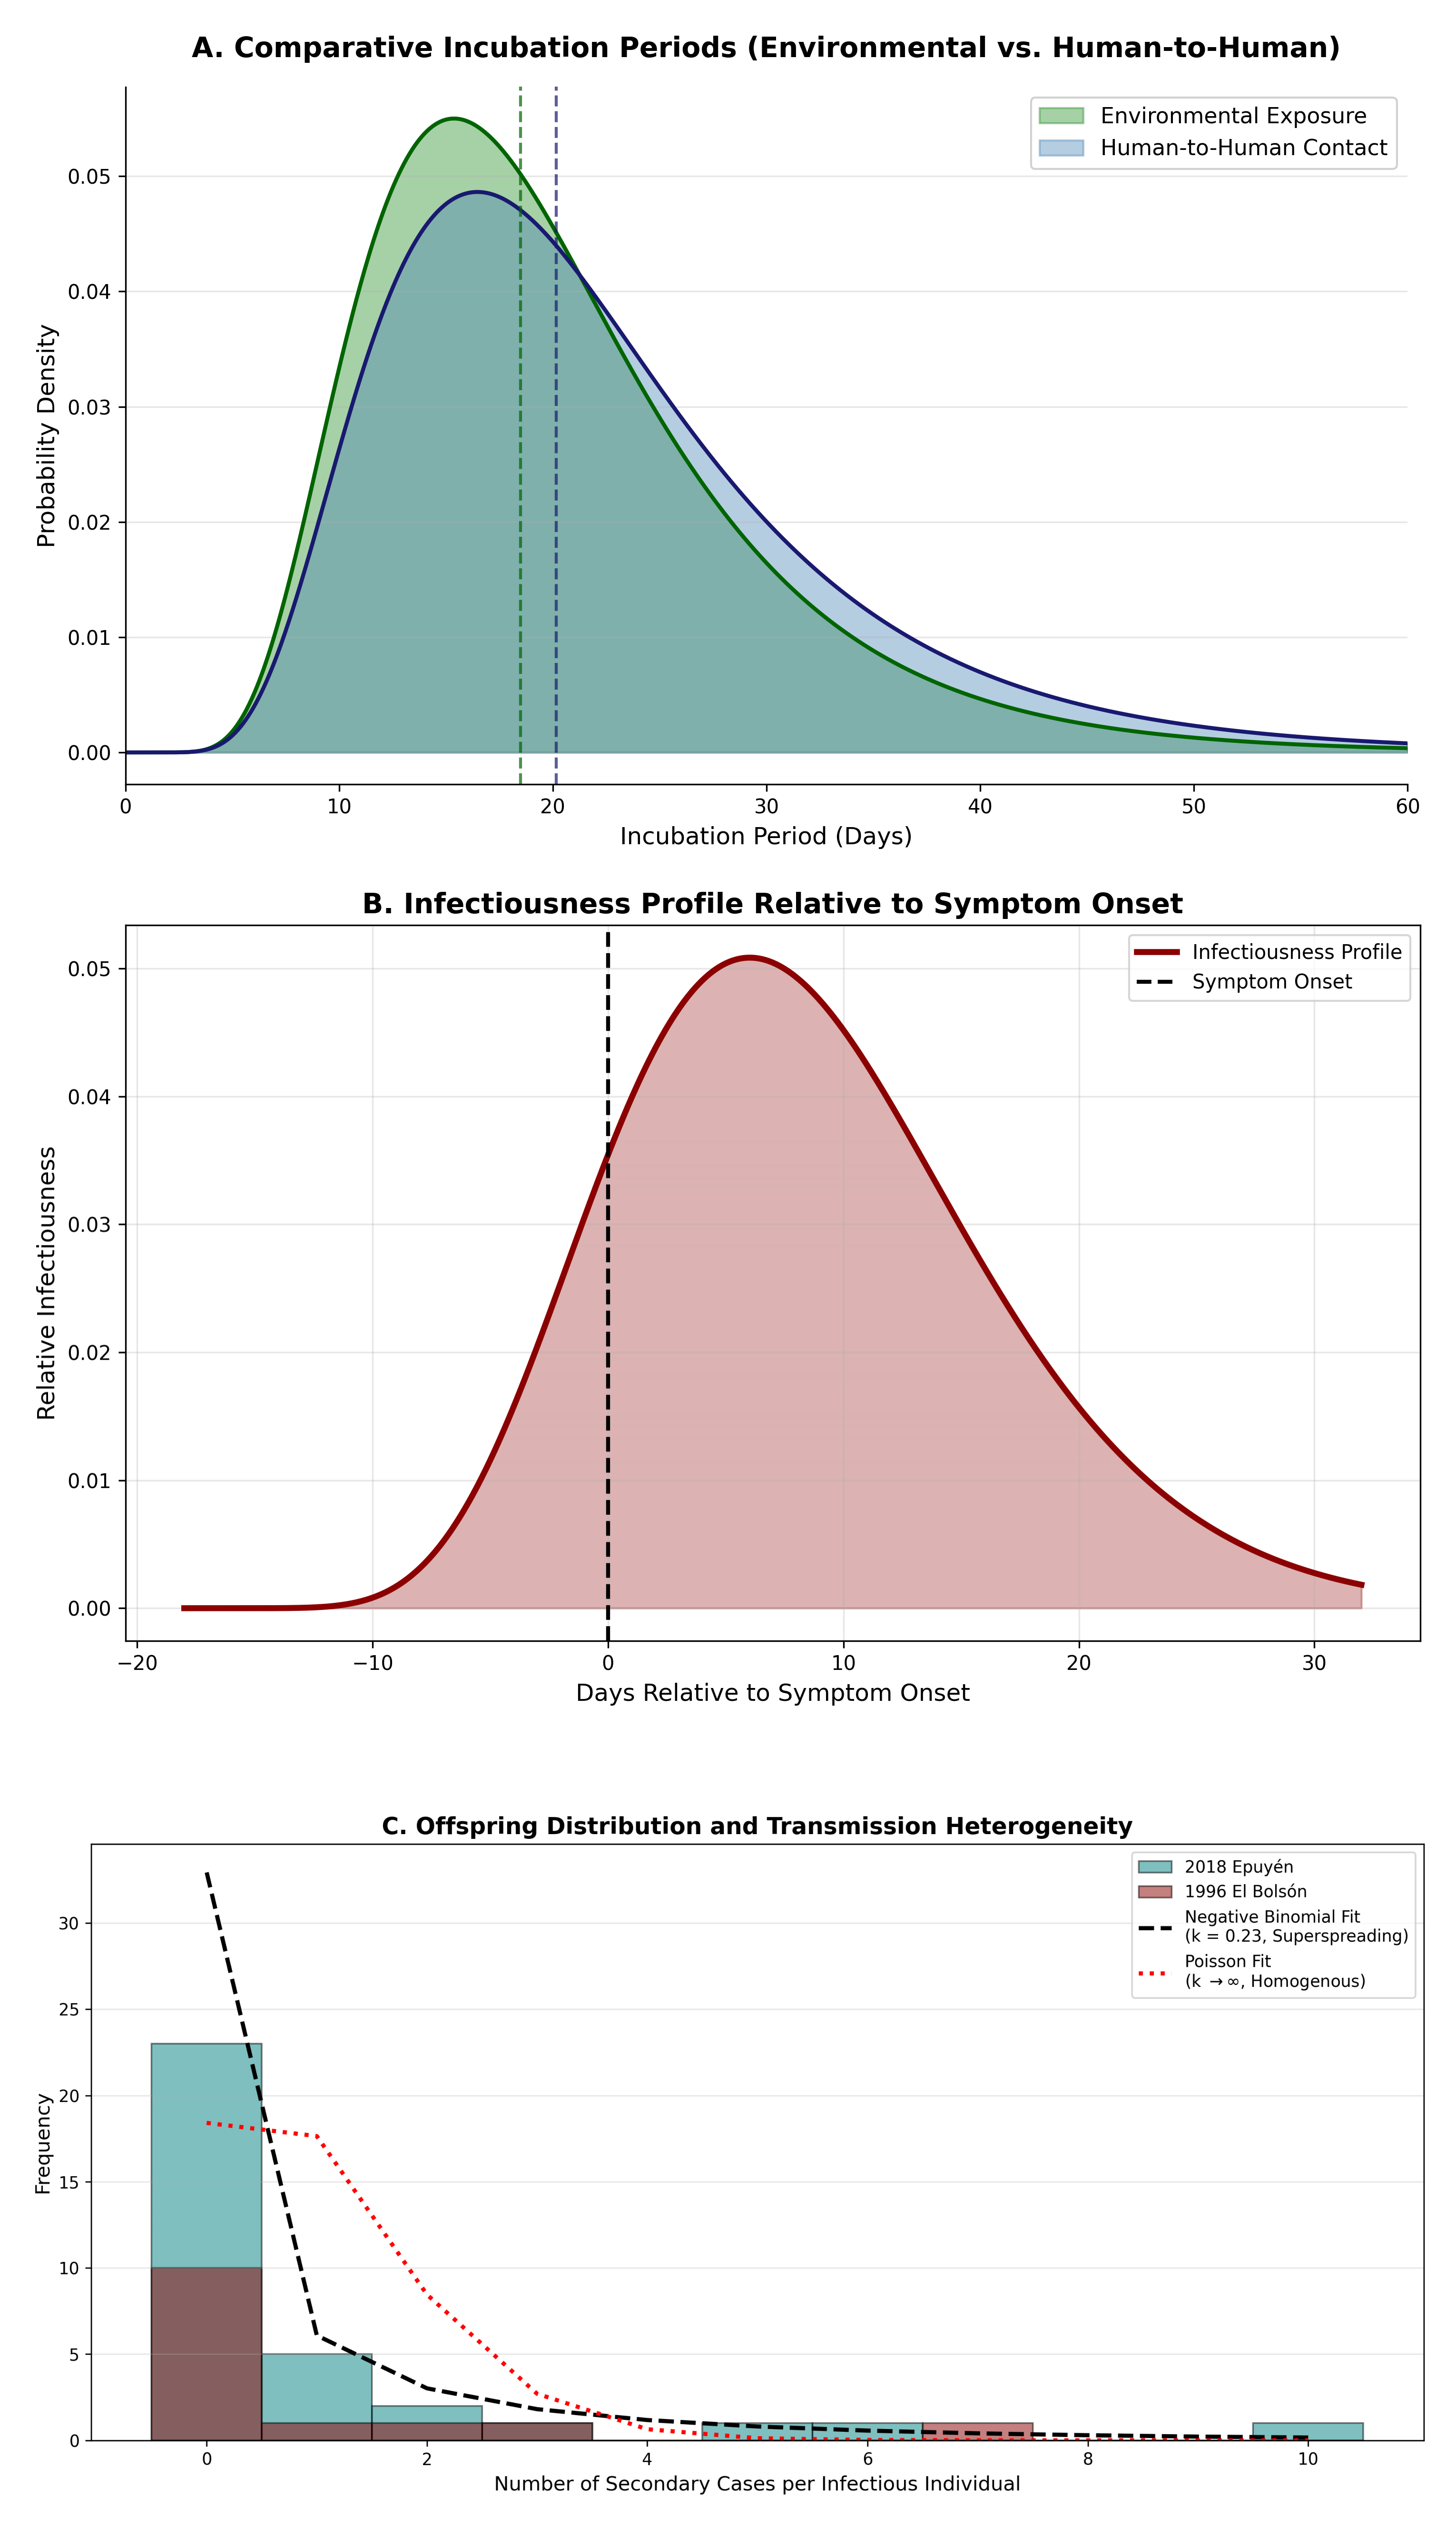 A. Comparative Incubation Periods (Environmental vs. Human-to-Human)
Environmental Exposure
Human-to-Human Contact
Probability Density
0.05
0.04
0.03
0.02
0.01
0.00
0 10 20 30 40 50 60
Incubation Period (Days)
B. Infectiousness Profile Relative to Symptom Onset
Infectiousness Profile
Symptom Onset
Relative Infectiousness
0.05
0.04
0.03
0.02
0.01
0.00
−20 −10 0 10 20 30
Days Relative to Symptom Onset
C. Offspring Distribution and Transmission Heterogeneity
2018 Epuyén
1996 El Bolsón
Negative Binomial Fit
(k = 0.23, Superspreading)
Poisson Fit
(k →∞, Homogenous)
Frequency
30
25
20
15
10
5
0
0 2 4 6 8 10
Number of Secondary Cases per Infectious Individual